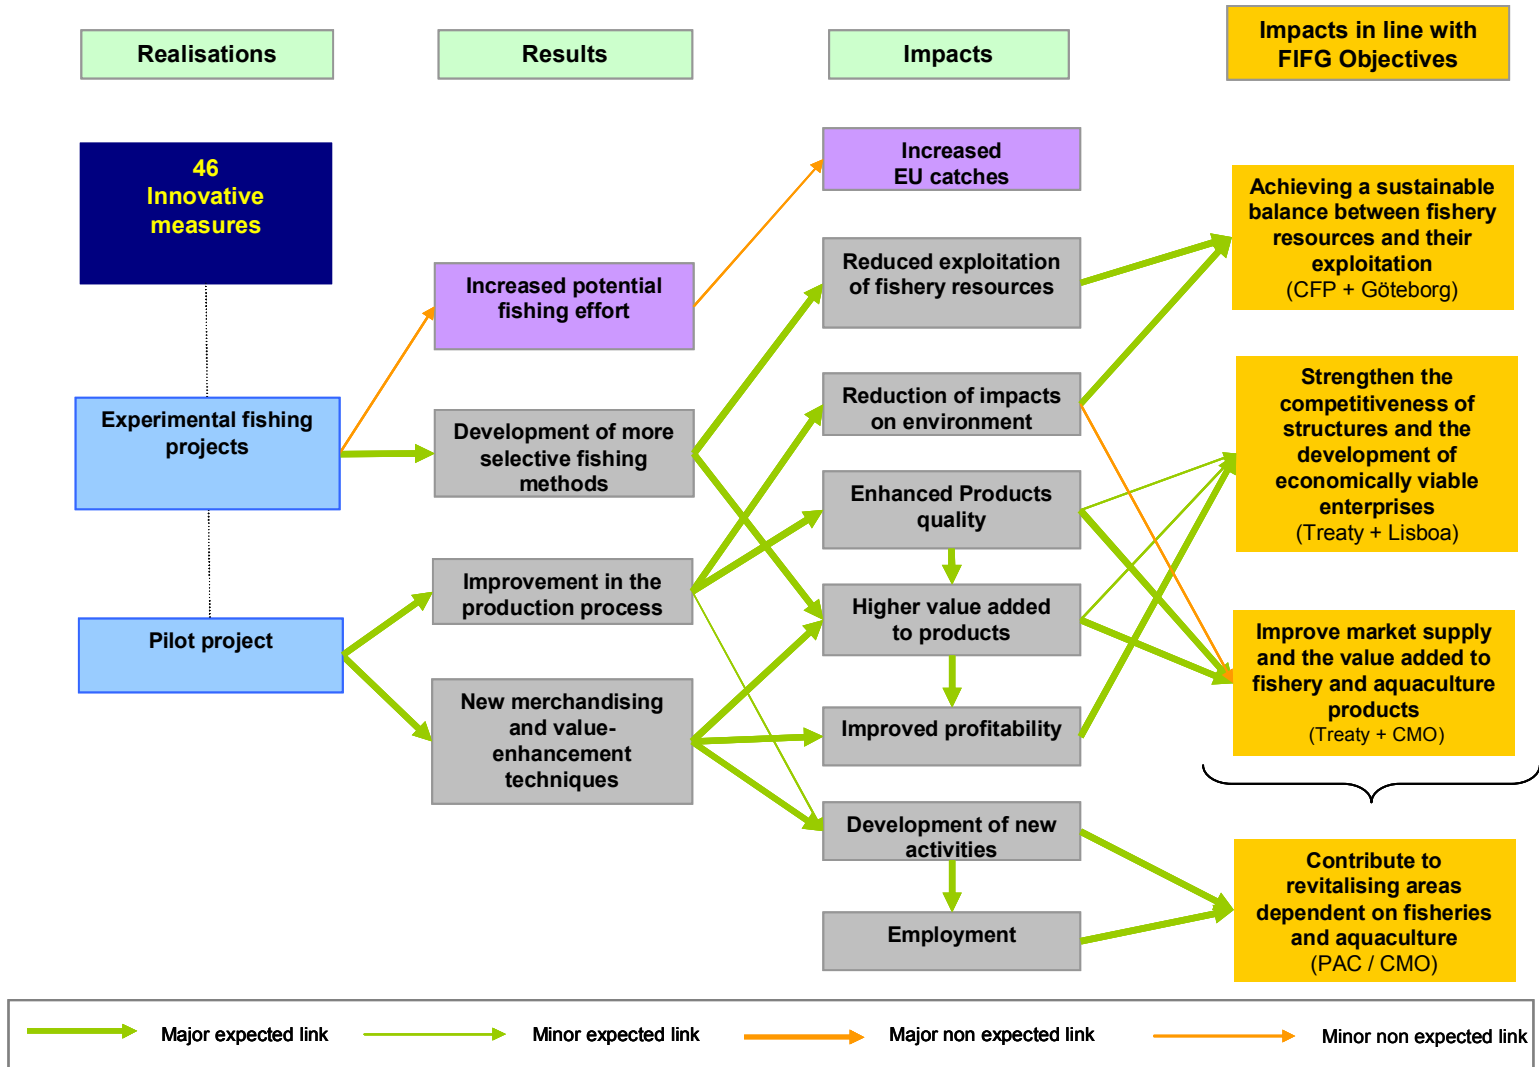 Realisations
Results
Impacts
Impacts in line with
FIFG Objectives
46
Innovative
measures
Experimental fishing
projects
Pilot project
Increased potential
fishing effort
Development of more
selective fishing
methods
Improvement in the
production process
New merchandising
and value-
enhancement
techniques
Increased
EU catches
Reduced exploitation
of fishery resources
Reduction of impacts
on environment
Enhanced Products
quality
Higher value added
to products
Improved profitability
Development of new
activities
Employment
Achieving a sustainable
balance between fishery
resources and their
exploitation
(CFP + Göteborg)
Strengthen the
competitiveness of
structures and the
development of
economically viable
enterprises
(Treaty + Lisboa)
Improve market supply
and the value added to
fishery and aquaculture
products
(Treaty + CMO)
Contribute to
revitalising areas
dependent on fisheries
and aquaculture
(PAC / CMO)
Major expected link
Minor expected link
Major non expected link
Minor non expected link